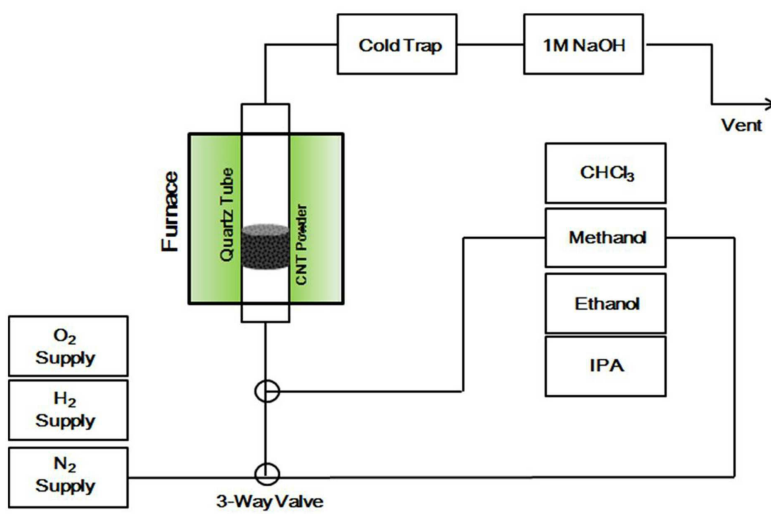 Cold Trap
1M NaOH
Vent
Furnace
Quartz Tube
CNT Powder
CHCl₃
Methanol
Ethanol
IPA
O₂
Supply
H₂
Supply
N₂
Supply
3-Way Valve